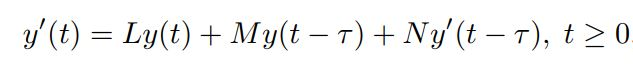 y′(t) = Ly(t) + My(t − τ) + Ny′(t − τ), t ≥ 0.